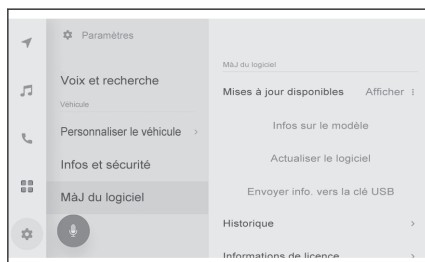 Paramètres
Voix et recherche
Véhicule
Personnaliser le véhicule
Infos et sécurité
MàJ du logiciel
MàJ du logiciel
Mises à jour disponibles Afficher
Infos sur le modèle
Actualiser le logiciel
Envoyer info. vers la clé USB
Historique
Informations de licence